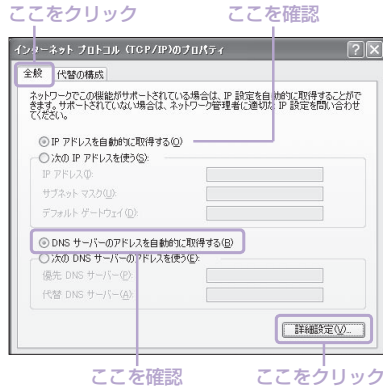 ここをクリック
ここを確認
インターネット プロトコル (TCP/IP)のプロパティ
全般
代替の構成
ネットワークでこの機能がサポートされている場合は、IP 設定を自動的に取得することがで
きます。サポートされていない場合は、ネットワーク管理者に適切な IP 設定を問い合わせ
てください。
IP アドレスを自動的に取得する(O)
次の IP アドレスを使う(S):
IP アドレス(I):
サブネット マスク(U):
デフォルト ゲートウェイ(D):
DNS サーバーのアドレスを自動的に取得する(B)
次の DNS サーバーのアドレスを使う(E):
優先 DNS サーバー(P):
代替 DNS サーバー(A):
詳細設定(V)...
ここを確認
ここをクリック